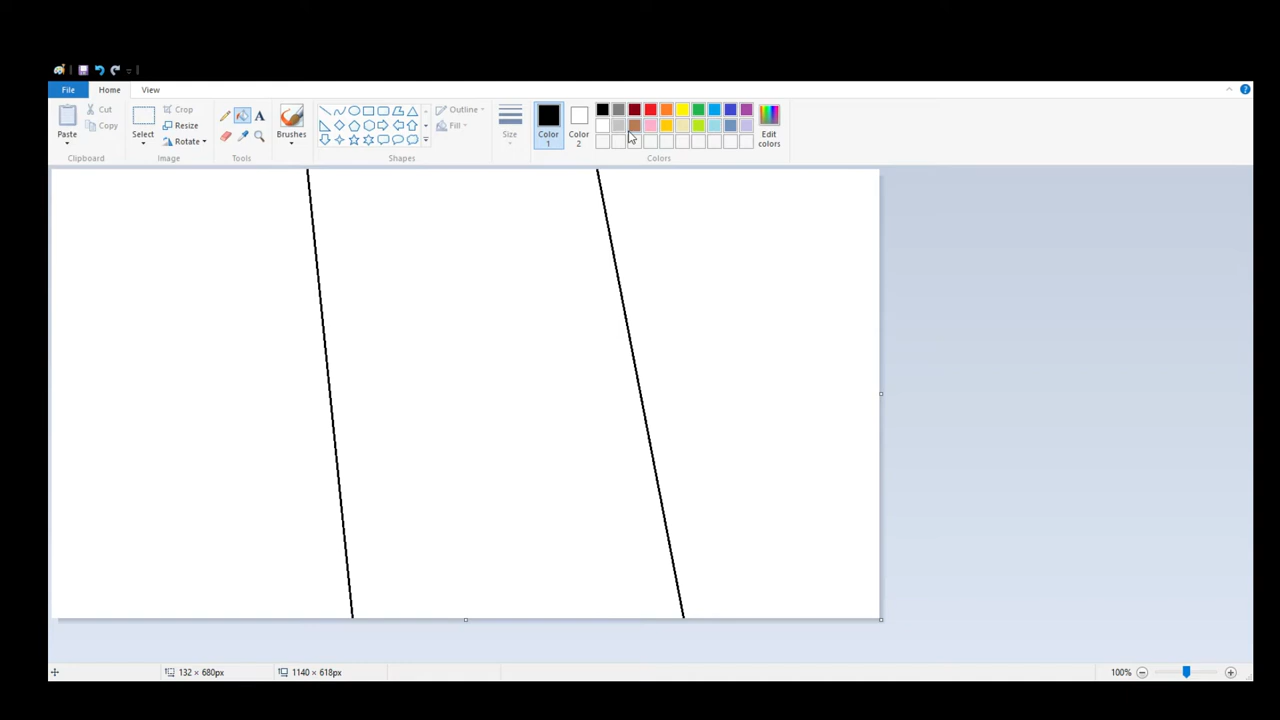 File Home View
Paste
Cut
Copy
Clipboard
Select
Crop
Resize
Rotate
Image
Tools
Brushes
Outline
Fill
Shapes
Size
Color
1
Color
2
Edit
colors
Colors
132 × 680px
1140 × 618px
100%